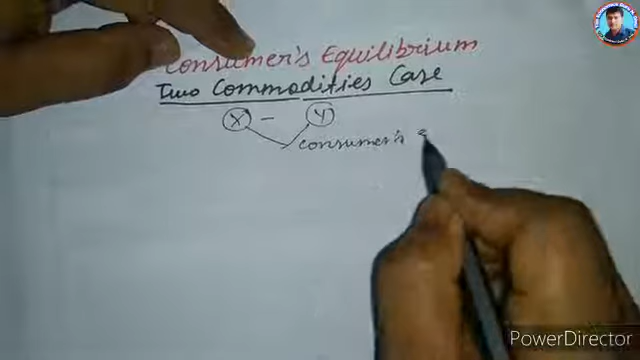 Consumer's Equilibrium
Two Commodities Case
X – Y
consumer's
PowerDirector